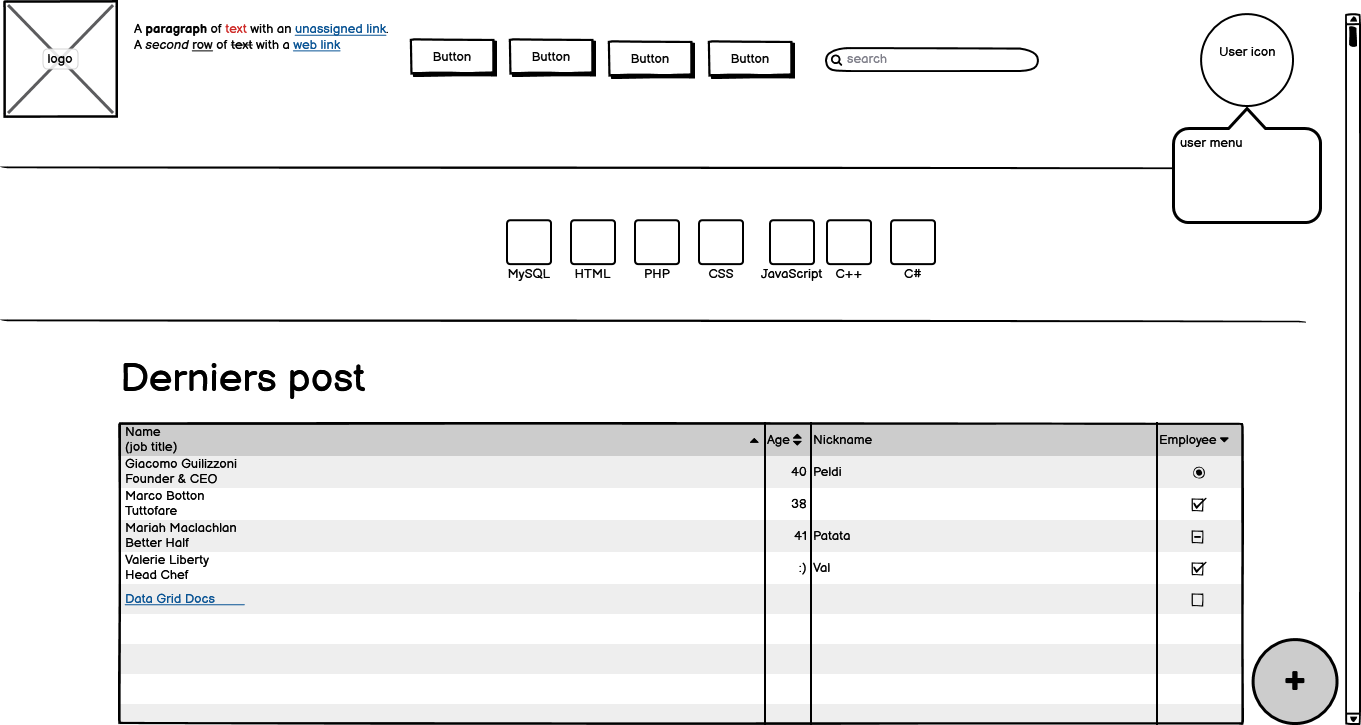 logo
A paragraph of text with an unassigned link.
A second row of text with a web link
Button
Button
Button
Button
search
User icon
user menu
MySQL
HTML
PHP
CSS
JavaScript
C++
C#
Derniers post
Name
(job title)
Age
Nickname
Employee
Giacomo Guilizzoni
Founder & CEO
40
Peldi
Marco Botton
Tuttofare
38
Mariah Maclachlan
Better Half
41
Patata
Valerie Liberty
Head Chef
:)
Val
Data Grid Docs
+